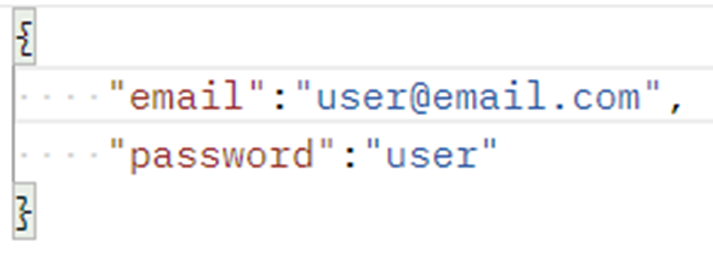 {
    "email":"user@email.com",
    "password":"user"
}